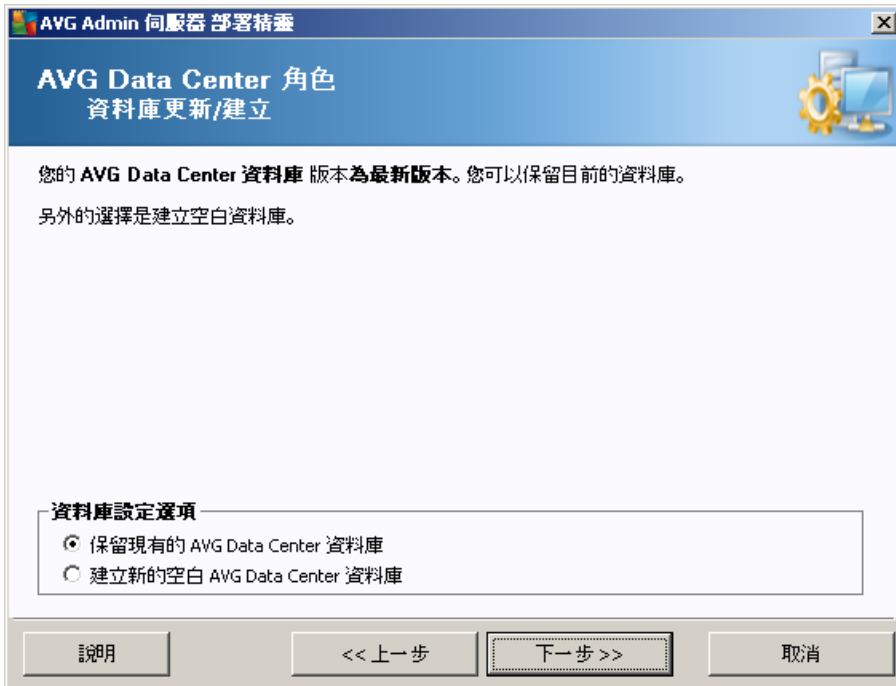 AVG Admin 伺服器 部署精靈
AVG Data Center 角色
資料庫更新/建立
您的 AVG Data Center 資料庫 版本為最新版本。您可以保留目前的資料庫。
另外的選擇是建立空白資料庫。
資料庫設定選項
保留現有的 AVG Data Center 資料庫
建立新的空白 AVG Data Center 資料庫
說明
<< 上一步
下一步 >>
取消